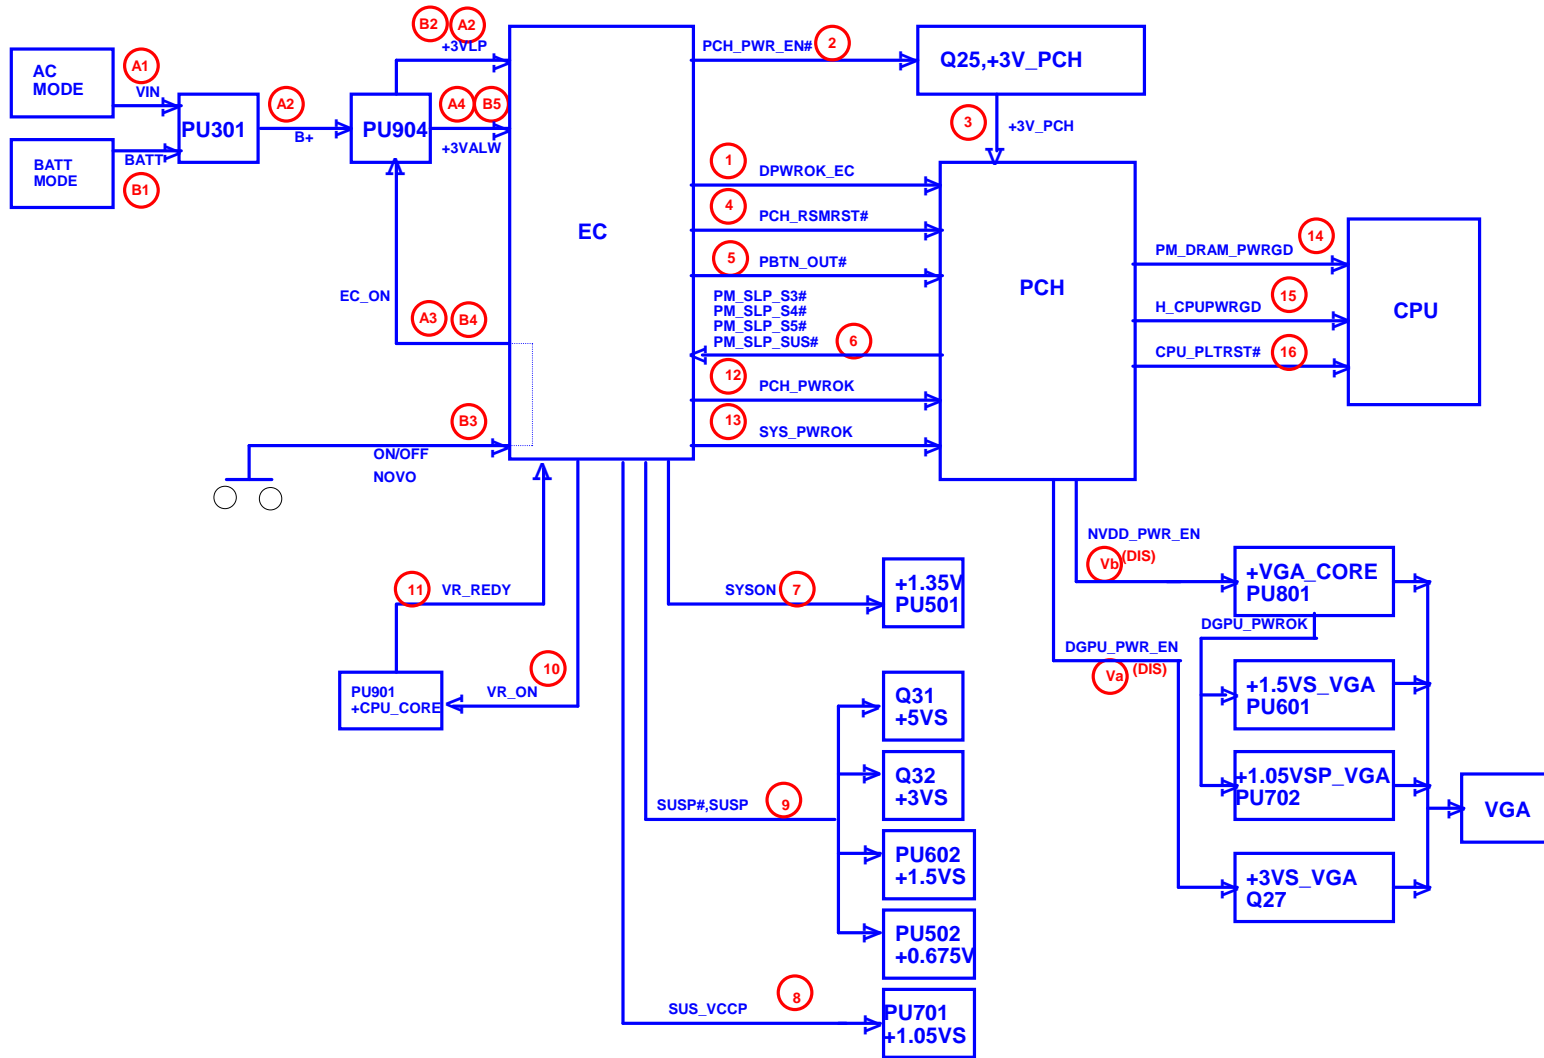 B2 A2
+3VLP
PCH_PWR_EN# 2
Q25,+3V_PCH
AC
MODE
A1
VIN
A2
B+
PU301
PU904
A4 B5
+3VALW
3
+3V_PCH
BATT
MODE
BATT
B1
1
DPWROK_EC
4
PCH_RSMRST#
5
PBTN_OUT#
EC
PCH
PM_SLP_S3#
PM_SLP_S4#
PM_SLP_S5#
PM_SLP_SUS#
6
12
PCH_PWROK
13
SYS_PWROK
PM_DRAM_PWRGD 14
H_CPUPWRGD 15
CPU_PLTRST# 16
CPU
EC_ON
A3 B4
B3
ON/OFF
NOVO
11
VR_REDY
10
VR_ON
PU901
+CPU_CORE
SYSON 7
+1.35V
PU501
NVDD_PWR_EN
Vb (DIS)
+VGA_CORE
PU801
DGPU_PWROK
DGPU_PWR_EN
Va (DIS)
+1.5VS_VGA
PU601
+1.05VSP_VGA
PU702
+3VS_VGA
Q27
VGA
SUSP#,SUSP 9
Q31
+5VS
Q32
+3VS
PU602
+1.5VS
PU502
+0.675V
SUS_VCCP 8
PU701
+1.05VS